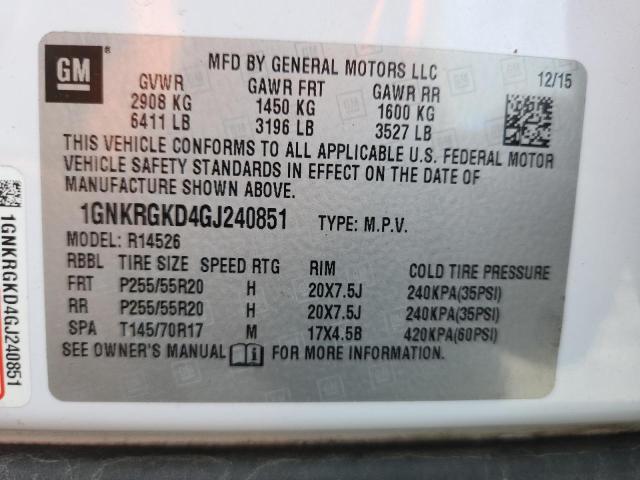 GM
MFD BY GENERAL MOTORS LLC 12/15
GVWR GAWR FRT GAWR RR
2908 KG 1450 KG 1600 KG
6411 LB 3196 LB 3527 LB
THIS VEHICLE CONFORMS TO ALL APPLICABLE U.S. FEDERAL MOTOR
VEHICLE SAFETY STANDARDS IN EFFECT ON THE DATE OF
MANUFACTURE SHOWN ABOVE.
1GNKRGKD4GJ240851 TYPE: M.P.V.
MODEL: R14526
RBBL TIRE SIZE SPEED RTG RIM COLD TIRE PRESSURE
FRT P255/55R20 H 20X7.5J 240KPA(35PSI)
RR P255/55R20 H 20X7.5J 240KPA(35PSI)
SPA T145/70R17 M 17X4.5B 420KPA(60PSI)
SEE OWNER'S MANUAL FOR MORE INFORMATION.
1GNKRGKD4GJ240851